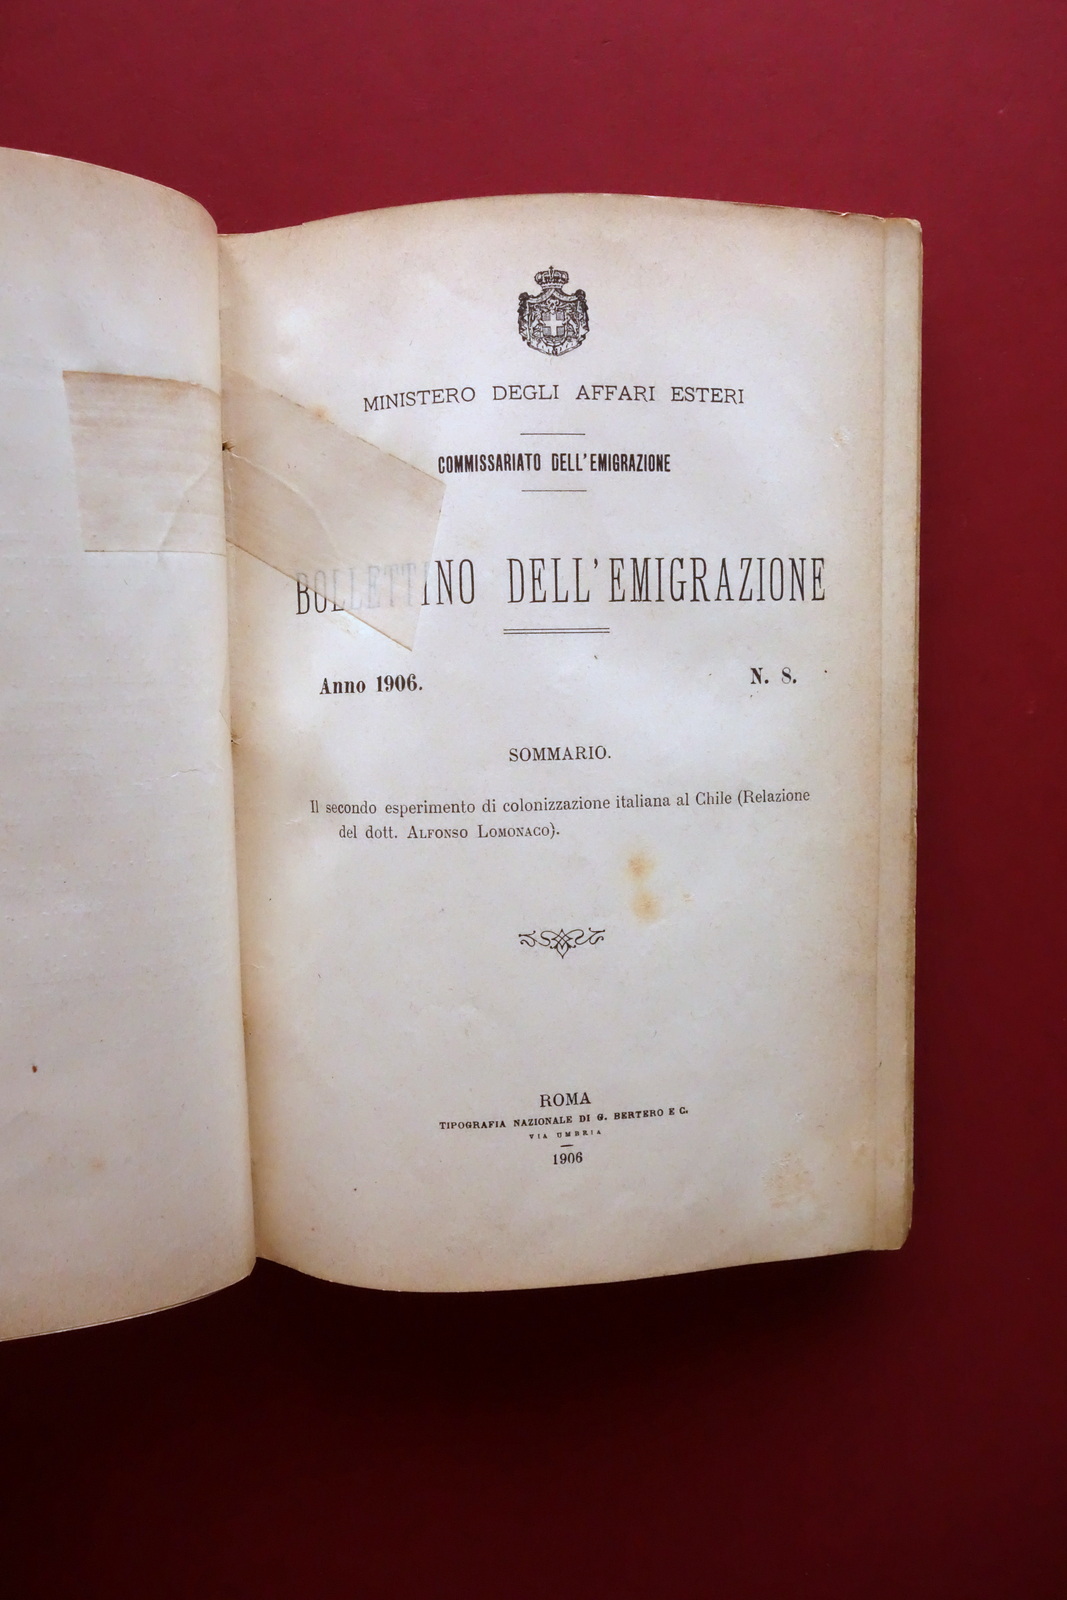 MINISTERO DEGLI AFFARI ESTERI
COMMISSARIATO DELL'EMIGRAZIONE
BOLLETTINO DELL'EMIGRAZIONE
Anno 1906.
N. 8.
SOMMARIO.
Il secondo esperimento di colonizzazione italiana al Chile (Relazione
del dott. ALFONSO LOMONACO).
ROMA
TIPOGRAFIA NAZIONALE DI G. BERTERO E C.
VIA UMBRIA
1906